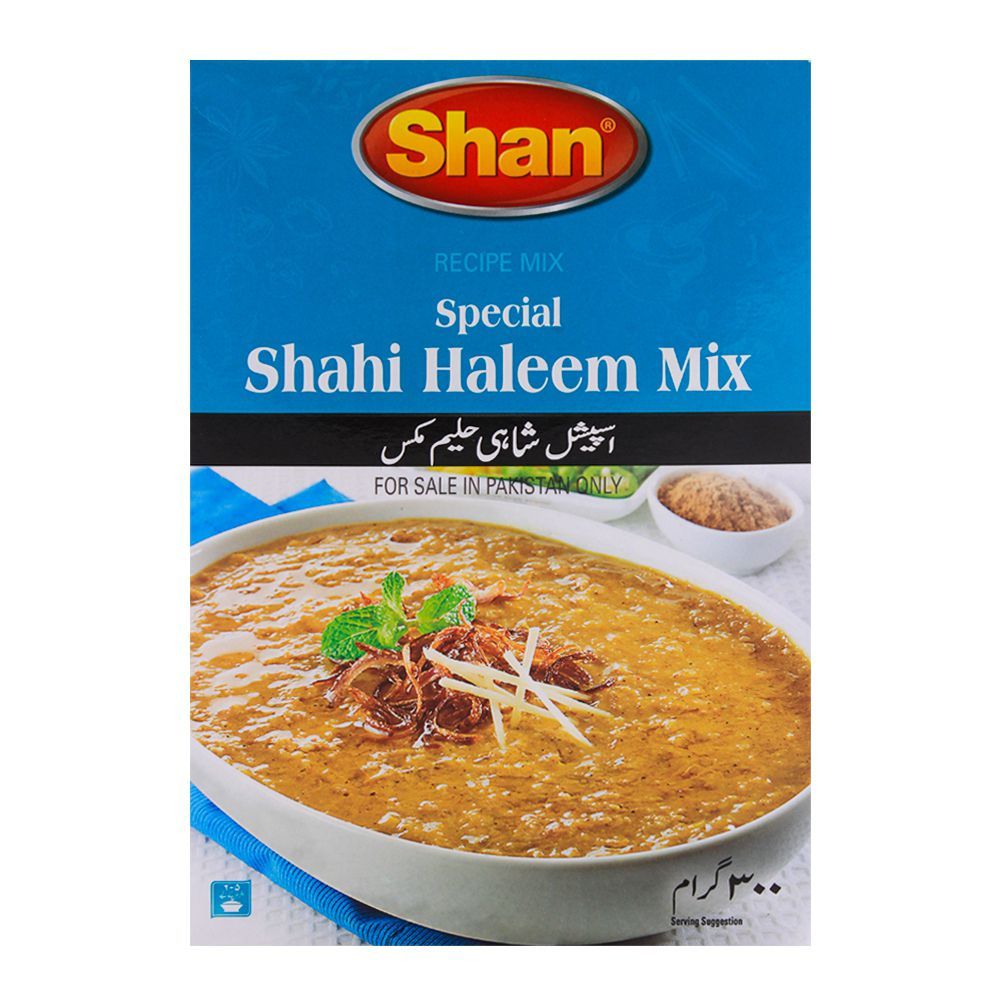 Shan®
RECIPE MIX
Special
Shahi Haleem Mix
اسپیشل شاہی حلیم مکس
FOR SALE IN PAKISTAN ONLY
۳۰۰ گرام
Serving Suggestion